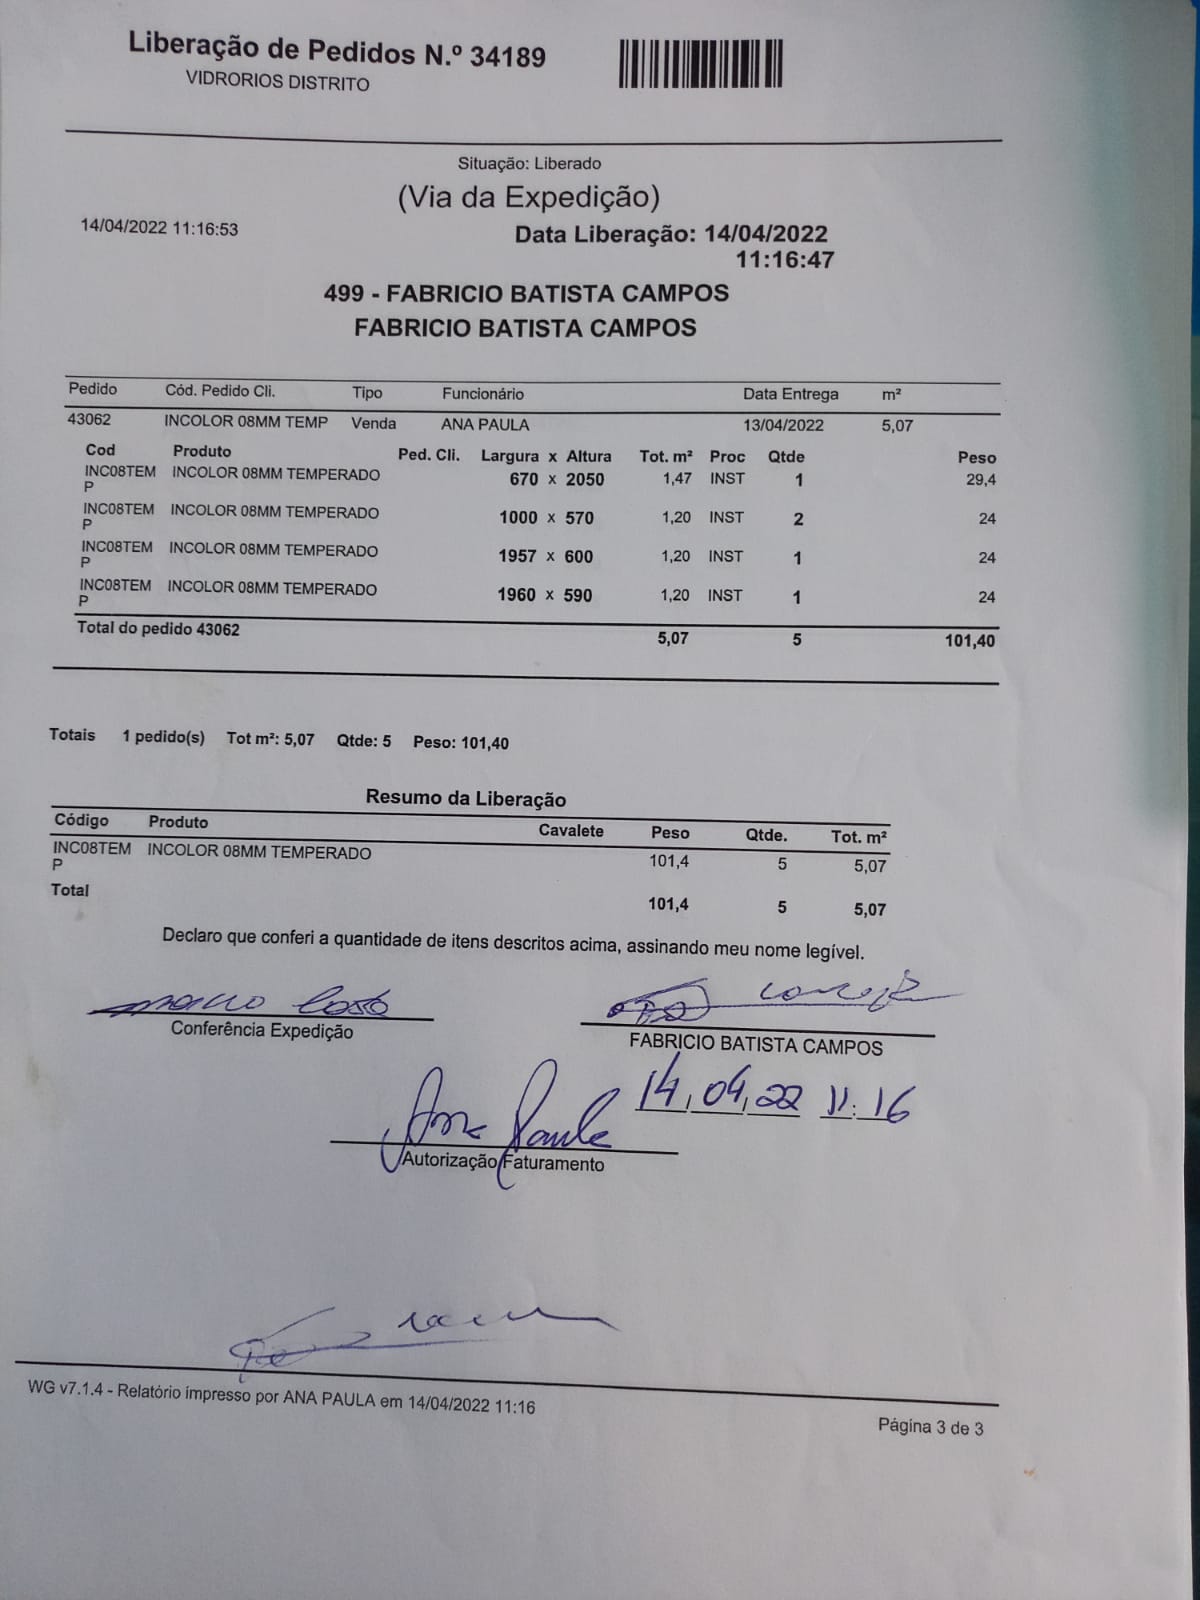 Liberação de Pedidos N.º 34189
VIDRORIOS DISTRITO
Situação: Liberado
(Via da Expedição)
14/04/2022 11:16:53
Data Liberação: 14/04/2022
11:16:47
499 - FABRICIO BATISTA CAMPOS
FABRICIO BATISTA CAMPOS
Pedido Cód. Pedido Cli. Tipo Funcionário Data Entrega m²
43062 INCOLOR 08MM TEMP Venda ANA PAULA 13/04/2022 5,07
Cod Produto Ped. Cli. Largura x Altura Tot. m² Proc Qtde Peso
INC08TEM INCOLOR 08MM TEMPERADO 670 x 2050 1,47 INST 1 29,4
P
INC08TEM INCOLOR 08MM TEMPERADO 1000 x 570 1,20 INST 2 24
P
INC08TEM INCOLOR 08MM TEMPERADO 1957 x 600 1,20 INST 1 24
P
INC08TEM INCOLOR 08MM TEMPERADO 1960 x 590 1,20 INST 1 24
P
Total do pedido 43062 5,07 5 101,40
Totais 1 pedido(s) Tot m²: 5,07 Qtde: 5 Peso: 101,40
Resumo da Liberação
Código Produto Cavalete Peso Qtde. Tot. m²
INC08TEM INCOLOR 08MM TEMPERADO 101,4 5 5,07
P
Total 101,4 5 5,07
Declaro que conferi a quantidade de itens descritos acima, assinando meu nome legível.
Conferência Expedição
FABRICIO BATISTA CAMPOS
14,04,22 11:16
Ana Paula
Autorização Faturamento
WG v7.1.4 - Relatório impresso por ANA PAULA em 14/04/2022 11:16
Página 3 de 3